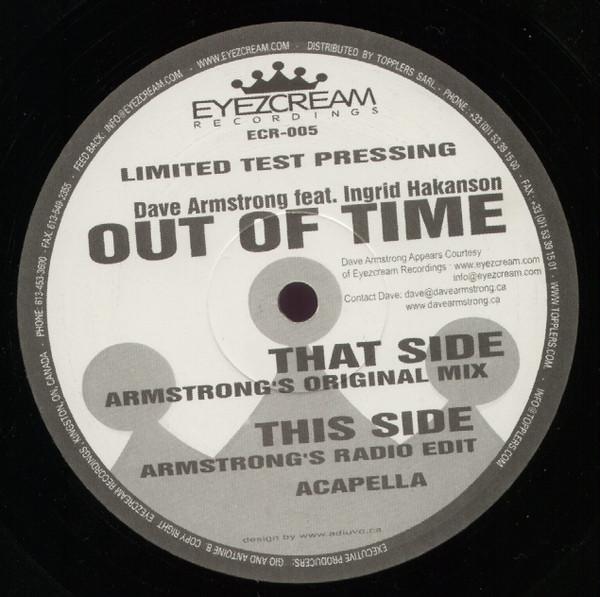 EYEZCREAM
RECORDINGS
ECR-005
LIMITED TEST PRESSING
Dave Armstrong feat. Ingrid Hakanson
OUT OF TIME
Dave Armstrong Appears Courtesy
of Eyezcream Recordings · www.eyezcream.com
info@eyezcream.com
Contact Dave: dave@davearmstrong.ca
www.davearmstrong.ca
THAT SIDE
ARMSTRONG'S ORIGINAL MIX
THIS SIDE
ARMSTRONG'S RADIO EDIT
ACAPELLA
design by www.adiuvo.ca
EXECUTIVE PRODUCERS: GIO AND ANTOINE B. COPY RIGHT EYEZCREAM RECORDINGS, KINGSTON, ON, CANADA · PHONE: 613-453-3690 · FAX: 613-549-2355 · FEED BACK: INFO@EYEZCREAM.COM · WWW.EYEZCREAM.COM · DISTRIBUTED BY TOPPLERS SARL · PHONE: +33 (0)1 53 39 15 00 · FAX: +33 (0)1 53 39 15 01 · WWW.TOPPLERS.COM · INFO@TOPPLERS.COM